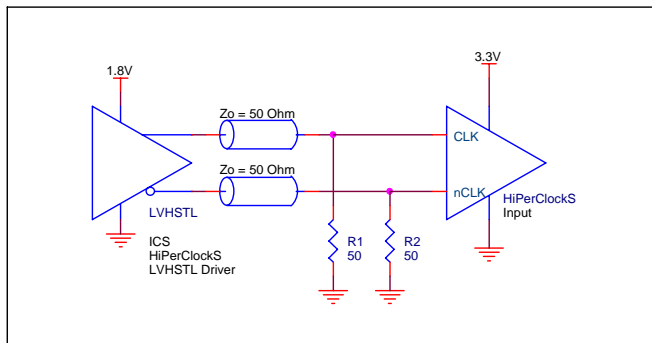 1.8V
3.3V
Zo = 50 Ohm
CLK
Zo = 50 Ohm
nCLK
LVHSTL
HiPerClockS
Input
ICS
HiPerClockS
LVHSTL Driver
R1
50
R2
50